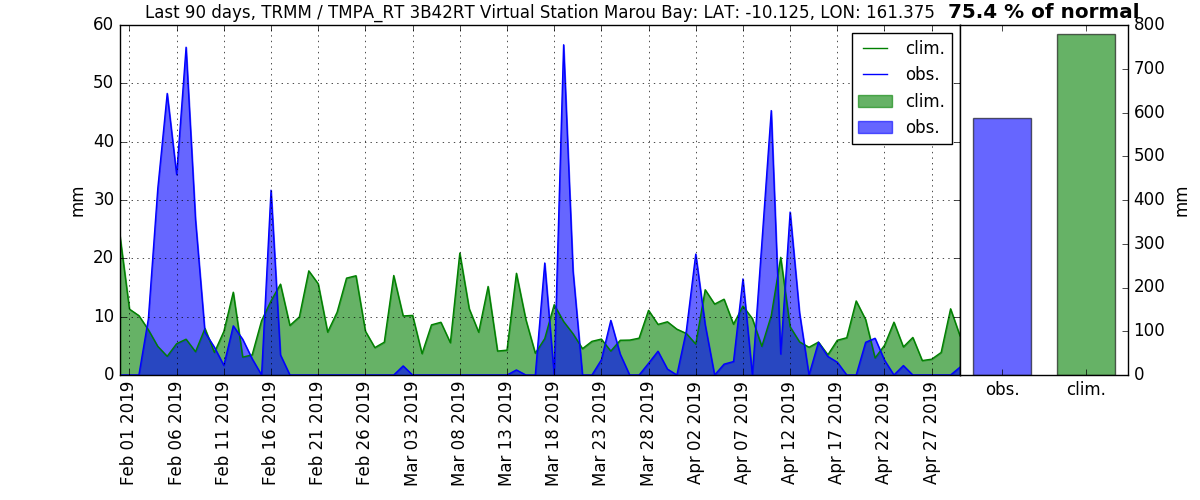 Last 90 days, TRMM / TMPA_RT 3B42RT Virtual Station Marou Bay: LAT: -10.125, LON: 161.375
75.4 % of normal
60
50
40
30
20
10
0
mm
clim.
obs.
clim.
obs.
Feb 01 2019
Feb 06 2019
Feb 11 2019
Feb 16 2019
Feb 21 2019
Feb 26 2019
Mar 03 2019
Mar 08 2019
Mar 13 2019
Mar 18 2019
Mar 23 2019
Mar 28 2019
Apr 02 2019
Apr 07 2019
Apr 12 2019
Apr 17 2019
Apr 22 2019
Apr 27 2019
800
700
600
500
400
300
200
100
0
mm
obs.
clim.